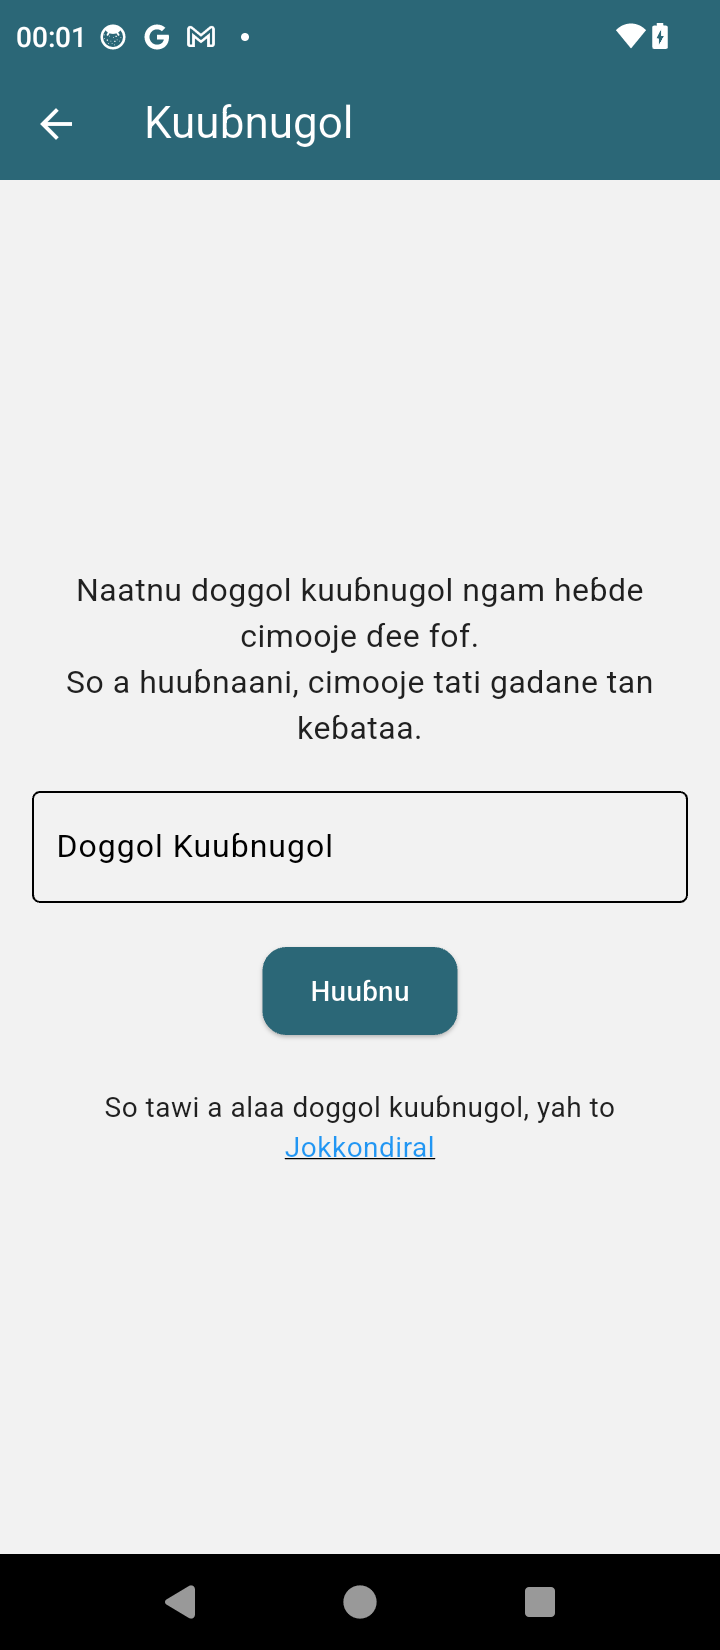 00:01
Kuuɓnugol
Naatnu doggol kuuɓnugol ngam heɓde
cimooje ɗee fof.
So a huuɓnaani, cimooje tati gadane tan
keɓataa.
Doggol Kuuɓnugol
Huuɓnu
So tawi a alaa doggol kuuɓnugol, yah to
Jokkondiral